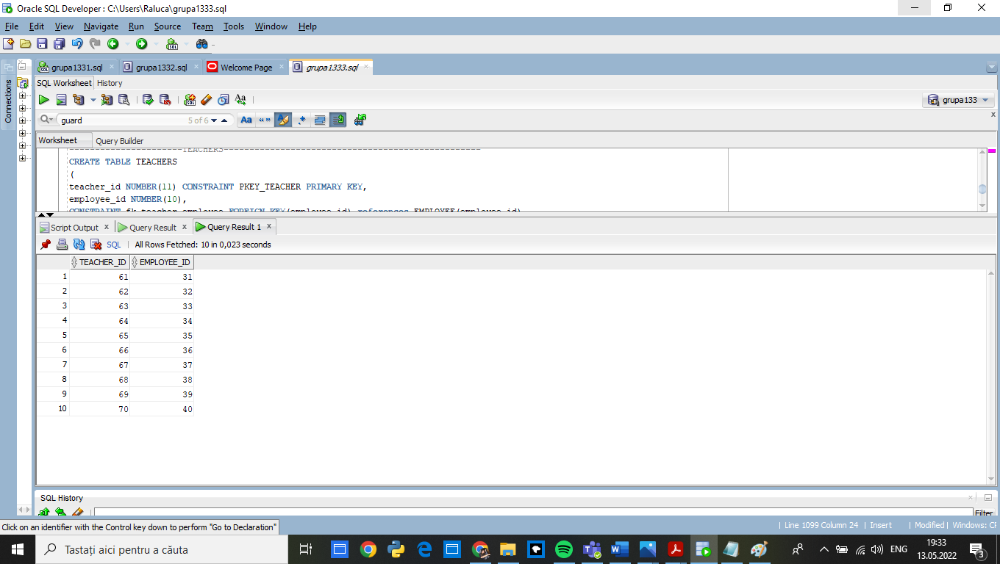 Oracle SQL Developer : C:\Users\Raluca\grupa1333.sql
File Edit View Navigate Run Source Team Tools Window Help
grupa1331.sql grupa1332.sql Welcome Page grupa1333.sql
Connections
SQL Worksheet History
grupa133
guard 5 of 6
Worksheet Query Builder
----------------------TEACHERS--------------------------------------------------
CREATE TABLE TEACHERS
(
teacher_id NUMBER(11) CONSTRAINT PKEY_TEACHER PRIMARY KEY,
employee_id NUMBER(10),
CONSTRAINT fk_teacher_employee FOREIGN KEY(employee_id) references EMPLOYEE(employee_id)
Script Output x Query Result x Query Result 1 x
SQL | All Rows Fetched: 10 in 0,023 seconds
TEACHER_ID EMPLOYEE_ID
1 61 31
2 62 32
3 63 33
4 64 34
5 65 35
6 66 36
7 67 37
8 68 38
9 69 39
10 70 40
SQL History
Filter
Click on an identifier with the Control key down to perform "Go to Declaration"
| Line 1099 Column 24 | Insert | Modified | Windows: CF
Tastați aici pentru a căuta
ENG
19:33
13.05.2022
3